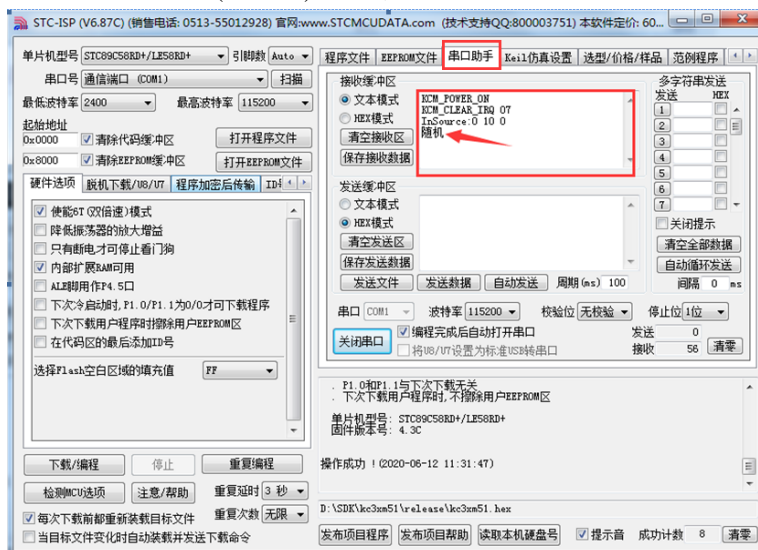 STC-ISP (V6.87C) (销售电话: 0513-55012928) 官网:www.STCMCUDATA.com (技术支持QQ:800003751) 本软件定价: 60...
单片机型号 STC89C58RD+/LE58RD+ 引脚数 Auto
串口号 通信端口 (COM1) 扫描
最低波特率 2400 最高波特率 115200
起始地址
0x0000 清除代码缓冲区 打开程序文件
0x8000 清除EEPROM缓冲区 打开EEPROM文件
硬件选项 脱机下载/U8/U7 程序加密后传输
使能6T(双倍速)模式
降低振荡器的放大增益
只有断电才可停止看门狗
内部扩展RAM可用
ALE脚用作P4.5口
下次冷启动时,P1.0/P1.1为0/0才可下载程序
下次下载用户程序时擦除用户EEPROM区
在代码区的最后添加ID号
选择Flash空白区域的填充值 FF
下载/编程 停止 重复编程
检测MCU选项 注意/帮助 重复延时 3 秒
每次下载前都重新装载目标文件 重复次数 无限
当目标文件变化时自动装载并发送下载命令
程序文件 EEPROM文件 串口助手 Keil仿真设置 选型/价格/样品 范例程序
接收缓冲区
文本模式
HEX模式
清空接收区
保存接收数据
KCM_POWER_ON
KCM_CLEAR_IRQ 07
InSource:0 10 0
随机
发送缓冲区
文本模式
HEX模式
清空发送区
保存发送数据
发送文件 发送数据 自动发送 周期(ms) 100
多字符串发送
发送 HEX
1
2
3
4
5
6
7
关闭提示
清空全部数据
自动循环发送
间隔 0 ms
串口 COM1 波特率 115200 校验位 无校验 停止位 1位
关闭串口 编程完成后自动打开串口 发送 0
将U8/U7设置为标准USB转串口 接收 56 清零
. P1.0和P1.1与下次下载无关
. 下次下载用户程序时,不擦除用户EEPROM区
单片机型号: STC89C58RD+/LE58RD+
固件版本号: 4.3C
操作成功 !(2020-06-12 11:31:47)
D:\SDK\kc3xm51\release\kc3xm51.hex
发布项目程序 发布项目帮助 读取本机硬盘号 提示音 成功计数 8 清零